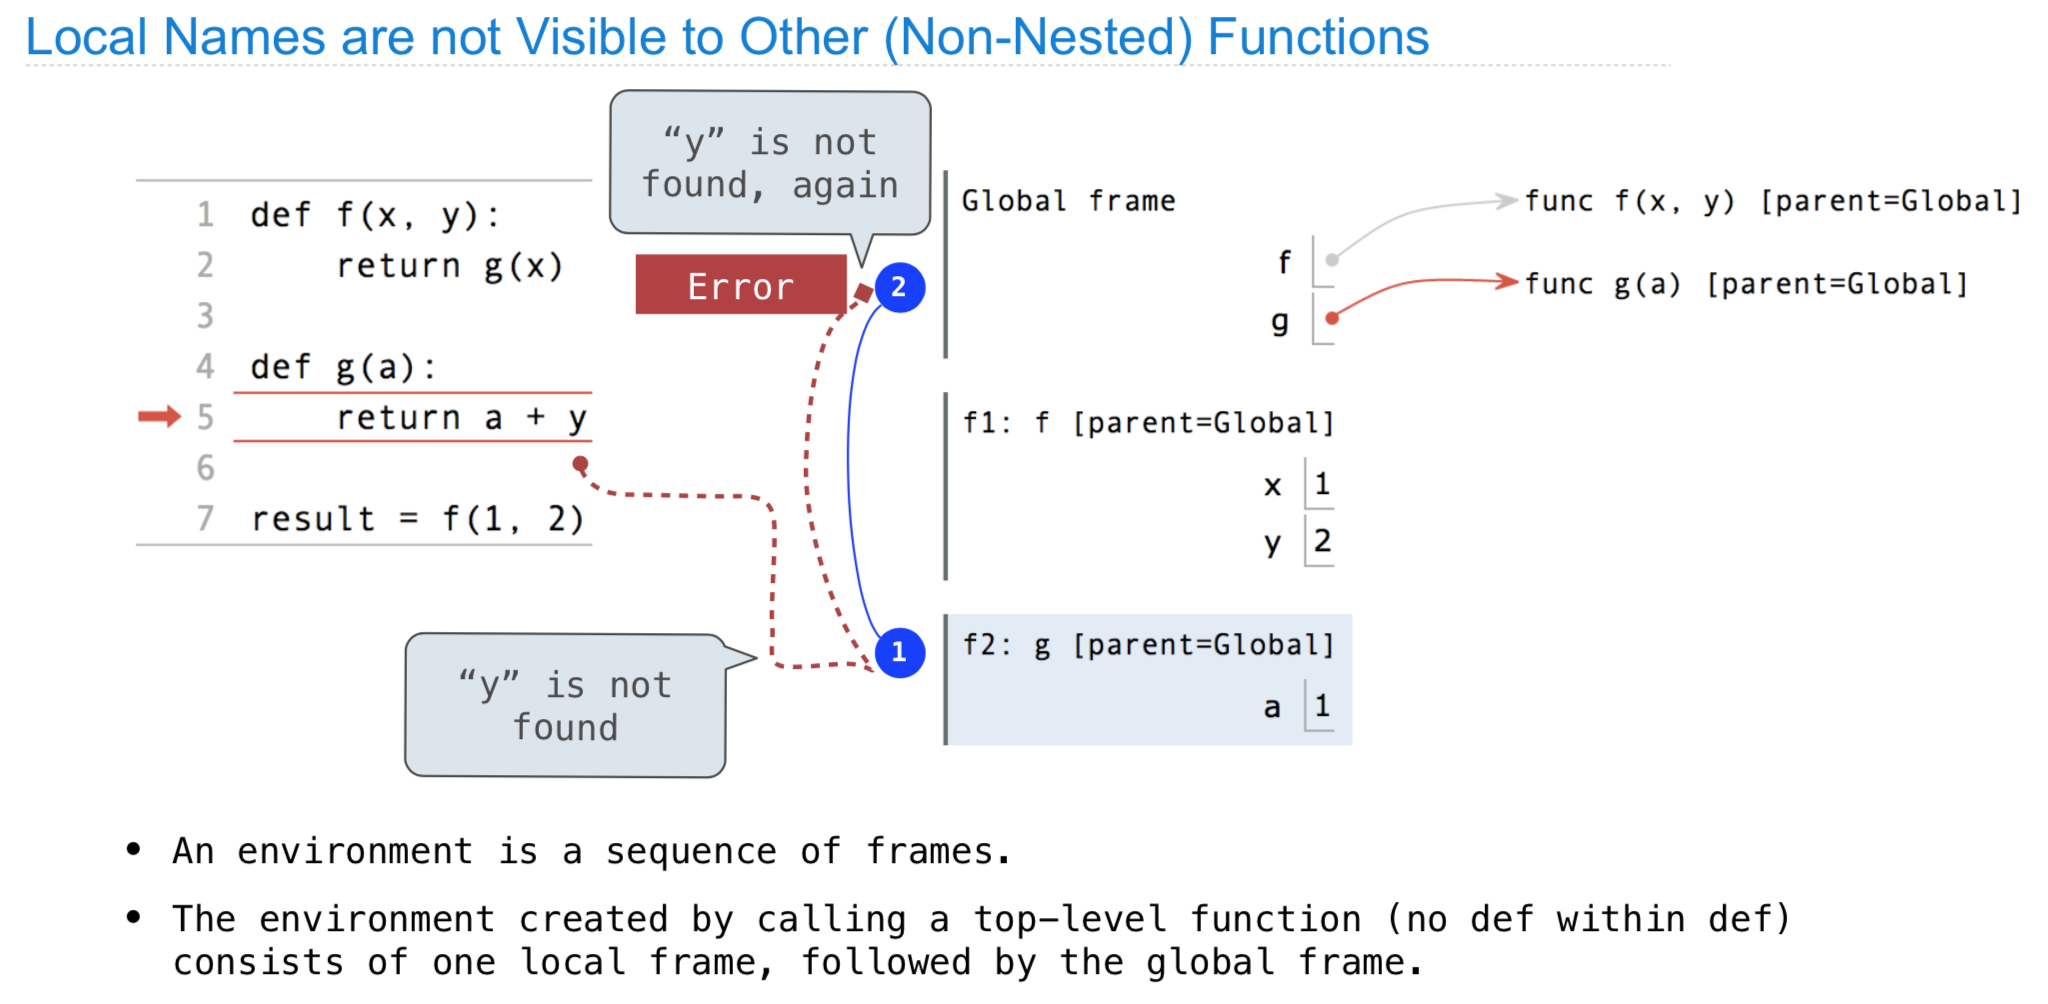 Local Names are not Visible to Other (Non-Nested) Functions
“y” is not
found, again
Error
1 def f(x, y):
2     return g(x)
3
4 def g(a):
5     return a + y
6
7 result = f(1, 2)
“y” is not
found
2
1
Global frame
f
g
func f(x, y) [parent=Global]
func g(a) [parent=Global]
f1: f [parent=Global]
x 1
y 2
f2: g [parent=Global]
a 1
• An environment is a sequence of frames.
• The environment created by calling a top–level function (no def within def)
consists of one local frame, followed by the global frame.